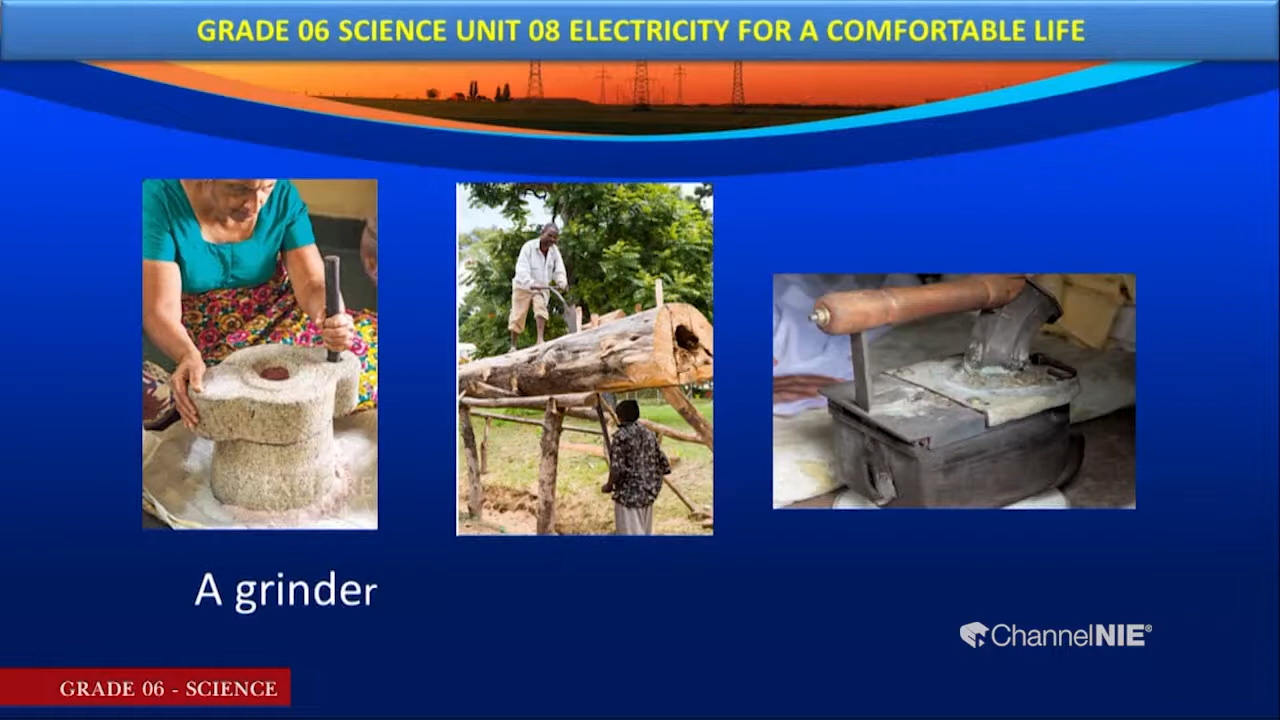 GRADE 06 SCIENCE UNIT 08 ELECTRICITY FOR A COMFORTABLE LIFE
A grinder
ChannelNIE®
GRADE 06 - SCIENCE